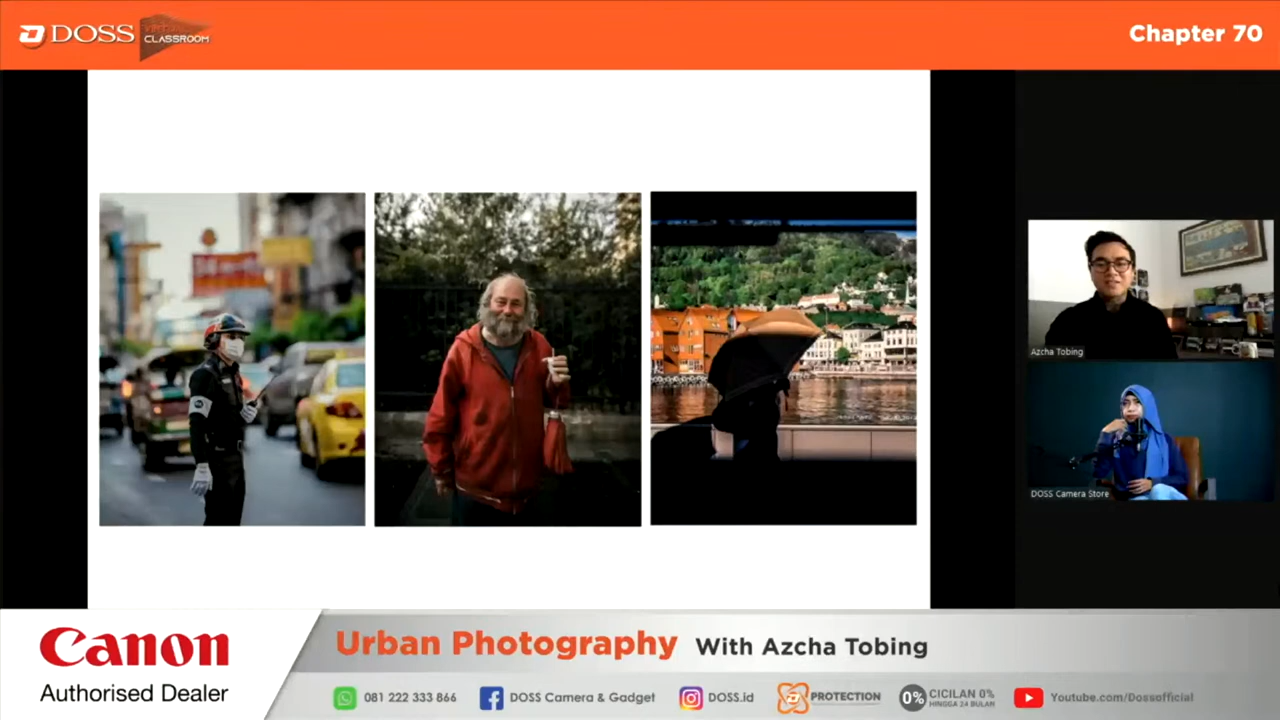 DOSS
CLASSROOM
Chapter 70
Azcha Tobing
DOSS Camera Store
Canon
Authorised Dealer
Urban Photography With Azcha Tobing
081 222 333 866
DOSS Camera & Gadget
DOSS.id
PROTECTION
0%
CICILAN 0%
HINGGA 24 BULAN
Youtube.com/Dossofficial